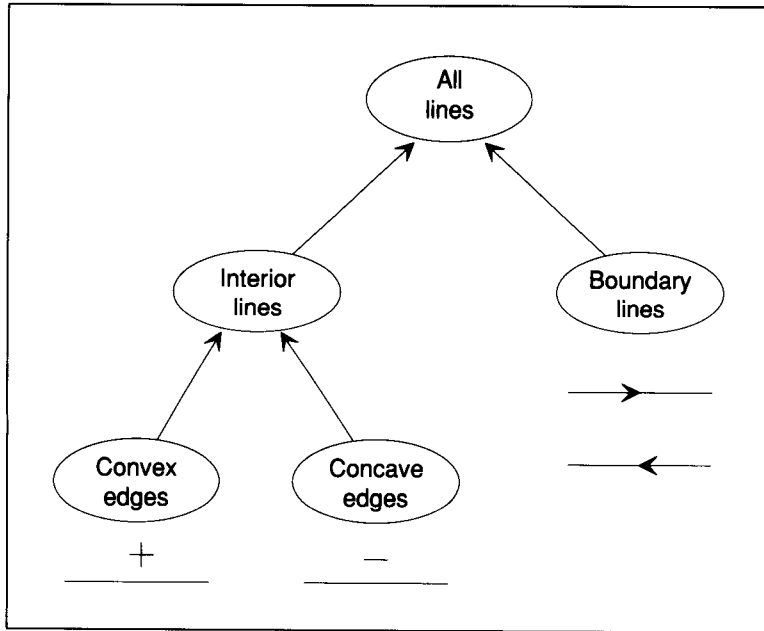 All
lines
Interior
lines
Boundary
lines
Convex
edges
Concave
edges
+
−